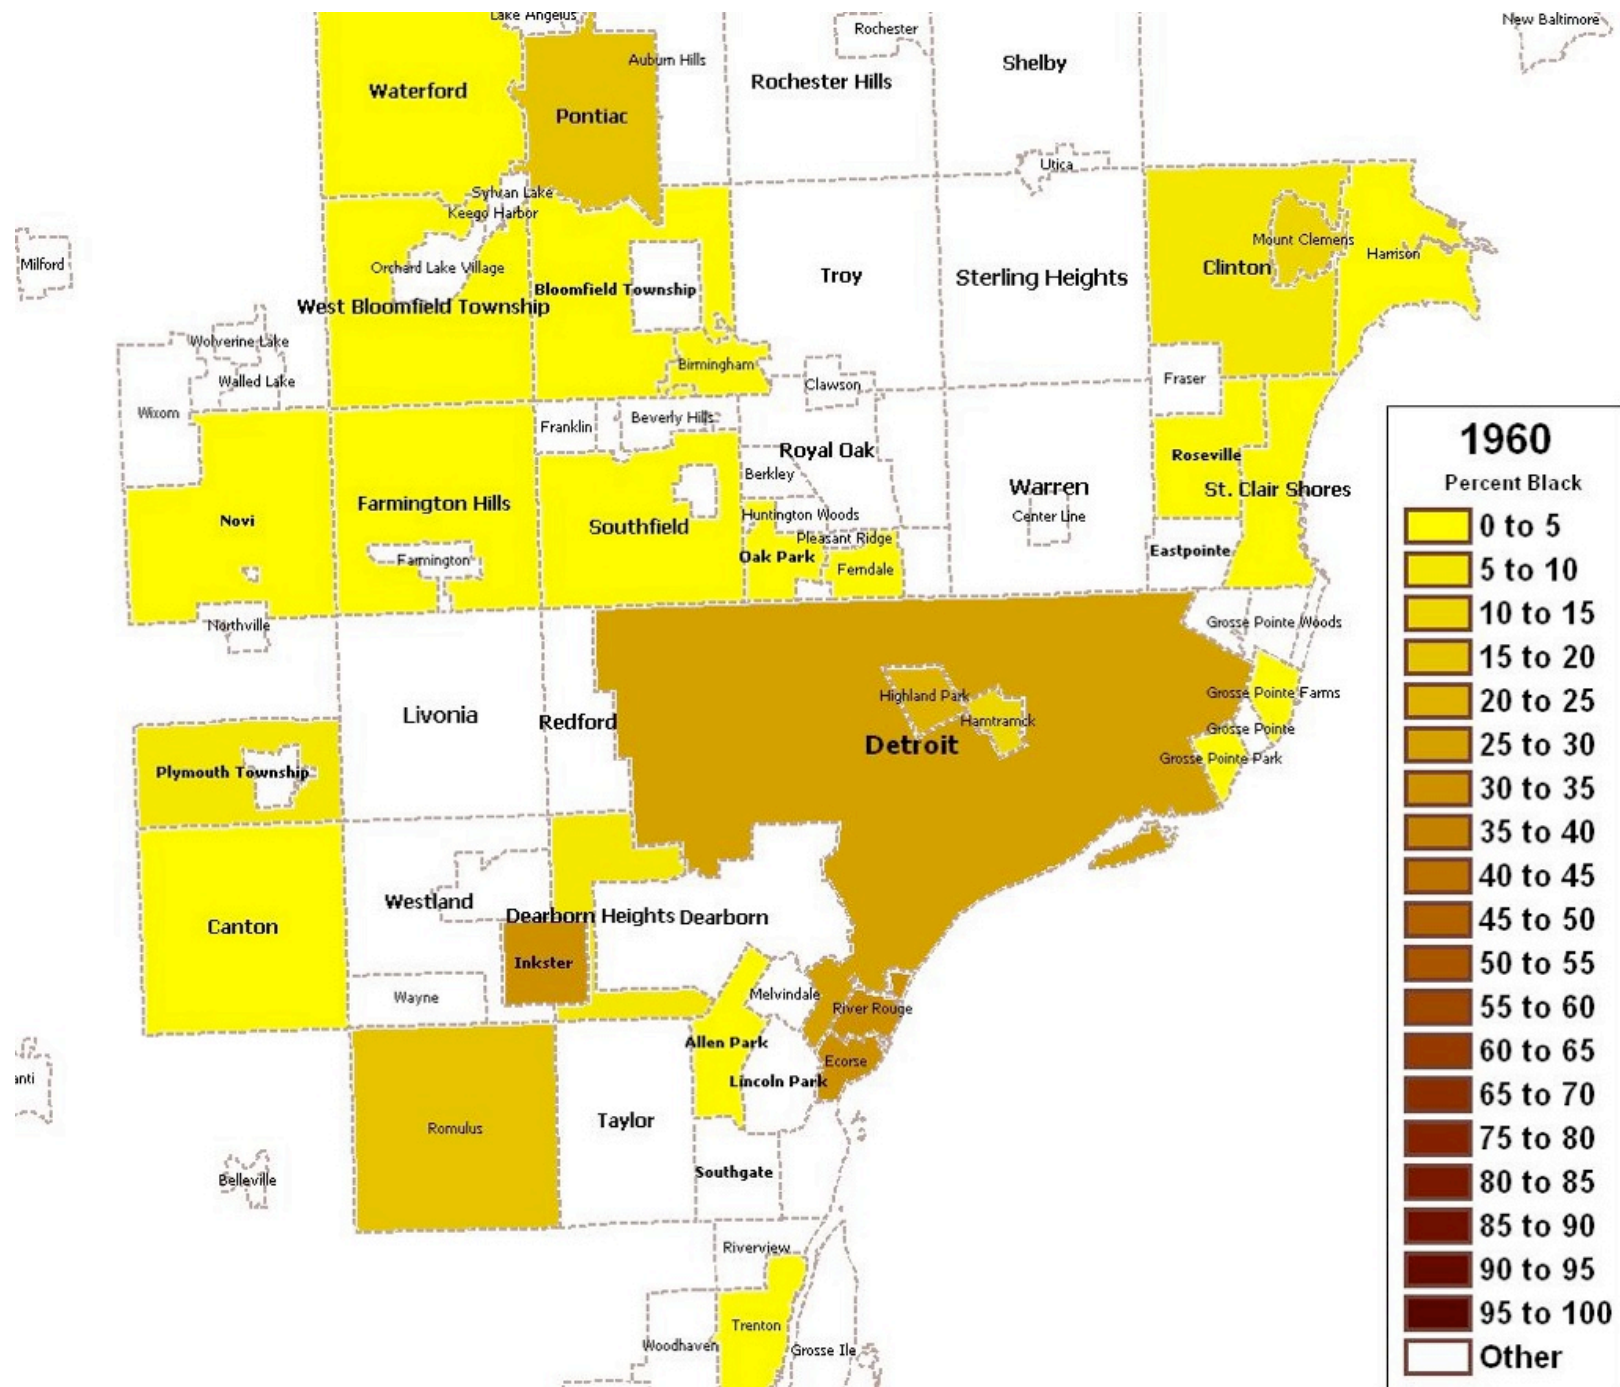 Lake Angelus
Rochester
New Baltimore
Auburn Hills
Shelby
Rochester Hills
Waterford
Pontiac
Utica
Sylvan Lake
Keego Harbor
Mount Clemens
Harrison
Milford
Orchard Lake Village
Clinton
Troy
Sterling Heights
Bloomfield Township
West Bloomfield Township
Wolverine Lake
Birmingham
Walled Lake
Clawson
Fraser
Wixom
Beverly Hills
Franklin
Royal Oak
Roseville
Berkley
Warren
St. Clair Shores
Farmington Hills
Huntington Woods
Center Line
Novi
Southfield
Pleasant Ridge
Eastpointe
Oak Park
Farmington
Ferndale
Northville
Grosse Pointe Woods
Highland Park
Grosse Pointe Farms
Livonia
Redford
Hamtramck
Grosse Pointe
Detroit
Grosse Pointe Park
Plymouth Township
Westland
Dearborn Heights
Dearborn
Canton
Inkster
Melvindale
Wayne
River Rouge
Allen Park
Ecorse
anti
Lincoln Park
Taylor
Romulus
Southgate
Belleville
Riverview
Trenton
Woodhaven
Grosse Ile
1960
Percent Black
0 to 5
5 to 10
10 to 15
15 to 20
20 to 25
25 to 30
30 to 35
35 to 40
40 to 45
45 to 50
50 to 55
55 to 60
60 to 65
65 to 70
75 to 80
80 to 85
85 to 90
90 to 95
95 to 100
Other